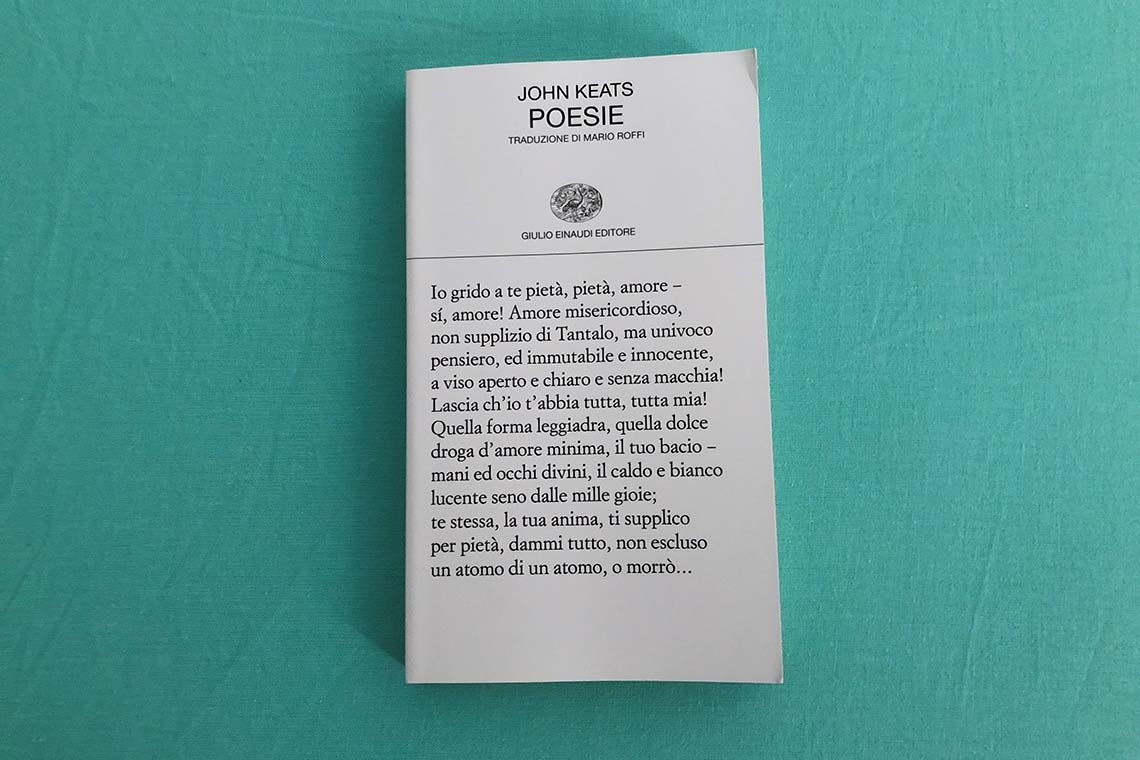 JOHN KEATS
POESIE
TRADUZIONE DI MARIO ROFFI
GIULIO EINAUDI EDITORE
Io grido a te pietà, pietà, amore –
sí, amore! Amore misericordioso,
non supplizio di Tantalo, ma univoco
pensiero, ed immutabile e innocente,
a viso aperto e chiaro e senza macchia!
Lascia ch’io t’abbia tutta, tutta mia!
Quella forma leggiadra, quella dolce
droga d’amore minima, il tuo bacio –
mani ed occhi divini, il caldo e bianco
lucente seno dalle mille gioie;
te stessa, la tua anima, ti supplico
per pietà, dammi tutto, non escluso
un atomo di un atomo, o morrò...